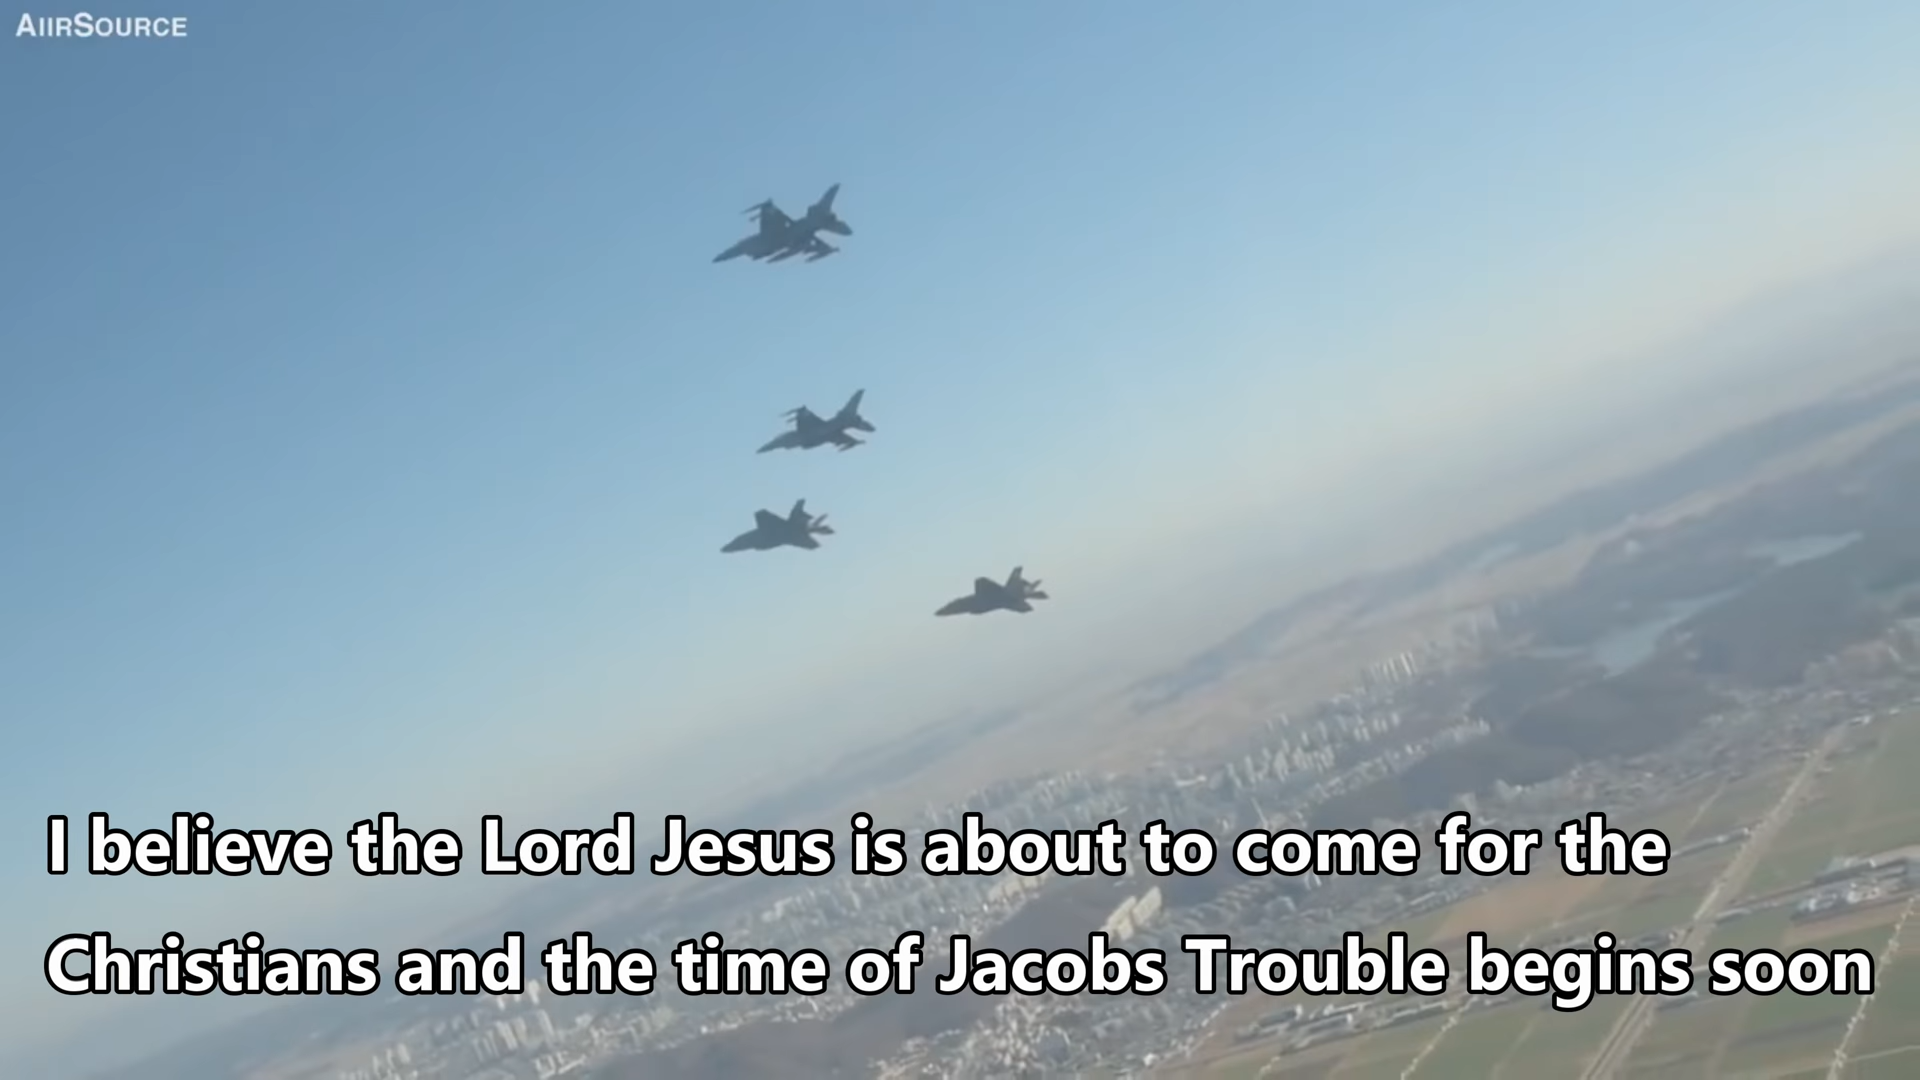 AIIRSOURCE
I believe the Lord Jesus is about to come for the
Christians and the time of Jacobs Trouble begins soon